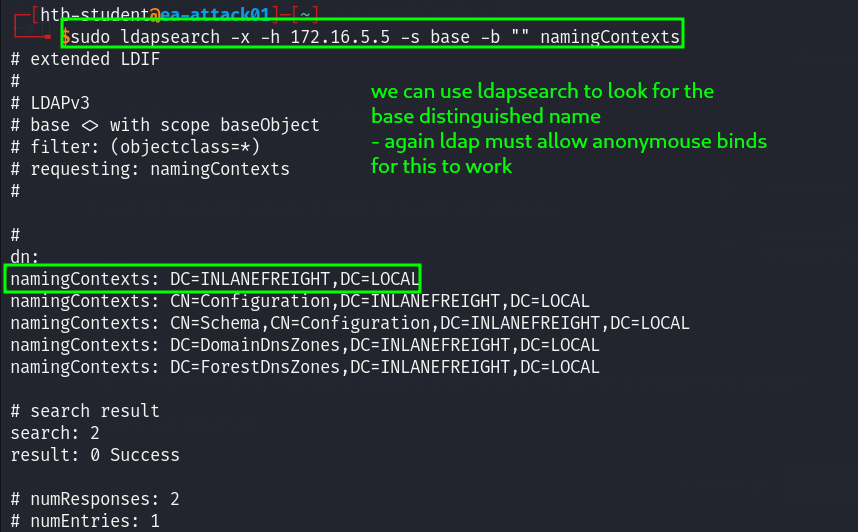 ┌─[htb-student@ea-attack01]─[~]
└──╼ $sudo ldapsearch -x -h 172.16.5.5 -s base -b "" namingContexts
# extended LDIF
#
# LDAPv3
# base <> with scope baseObject
# filter: (objectclass=*)
# requesting: namingContexts
#
we can use ldapsearch to look for the
base distinguished name
- again ldap must allow anonymouse binds
for this to work
#
dn:
namingContexts: DC=INLANEFREIGHT,DC=LOCAL
namingContexts: CN=Configuration,DC=INLANEFREIGHT,DC=LOCAL
namingContexts: CN=Schema,CN=Configuration,DC=INLANEFREIGHT,DC=LOCAL
namingContexts: DC=DomainDnsZones,DC=INLANEFREIGHT,DC=LOCAL
namingContexts: DC=ForestDnsZones,DC=INLANEFREIGHT,DC=LOCAL
# search result
search: 2
result: 0 Success
# numResponses: 2
# numEntries: 1